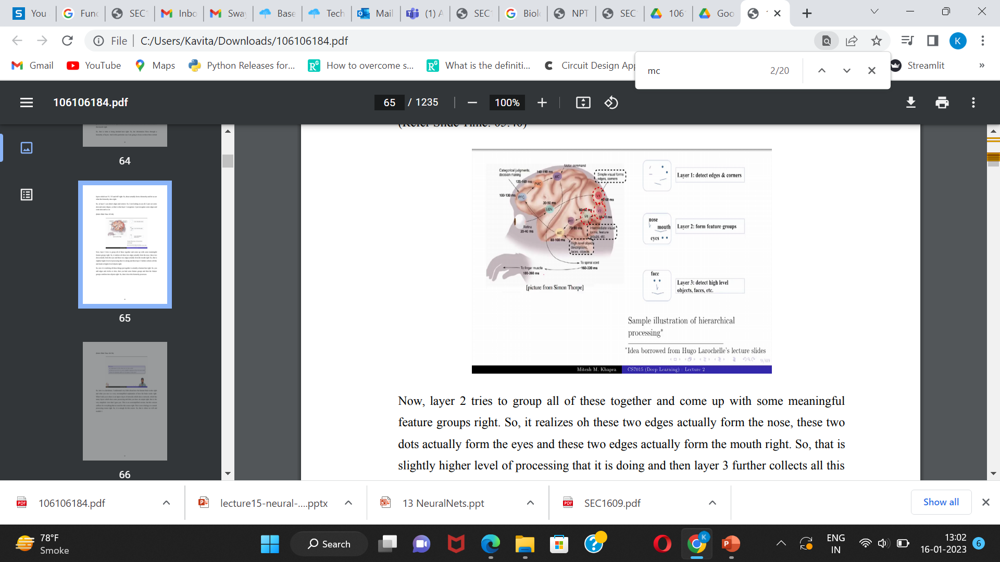 You
Func
SEC1
Inbo
Sway
Base
Tech
Mail
(1) A
SEC1
Biol
NPT
SEC
106
Goo
File
C:/Users/Kavita/Downloads/106106184.pdf
K
Gmail
YouTube
Maps
Python Releases for...
How to overcome s...
What is the definiti...
Circuit Design App
Streamlit
»
mc
2/20
106106184.pdf
65 / 1235
100%
64
65
66
Categorical judgments,
decision making
140-190 ms
Motor command
120-160 ms
PMC
MC
Simple visual forms
edges, corners
100-130 ms
PFC
30-50 ms
LGN
V1
40-60 ms
60-80 ms
V2
V4
50-70 ms
PIT
70-90 ms
Retina
20-40 ms
AIT
80-100 ms
Intermediate visual
forms, feature
groups, etc.
High level object
descriptions,
faces, objects
To spinal cord
160-220 ms
To finger muscle
180-260 ms
[picture from Simon Thorpe]
Layer 1: detect edges & corners
nose
mouth
eyes
Layer 2: form feature groups
face
Layer 3: detect high level
objects, faces, etc.
Sample illustration of hierarchical
processing*
*Idea borrowed from Hugo Larochelle's lecture slides
9/69
Mitesh M. Khapra
CS7015 (Deep Learning) : Lecture 2
Now, layer 2 tries to group all of these together and come up with some meaningful
feature groups right. So, it realizes oh these two edges actually form the nose, these two
dots actually form the eyes and these two edges actually form the mouth right. So, that is
slightly higher level of processing that it is doing and then layer 3 further collects all this
106106184.pdf
lecture15-neural-....pptx
13 NeuralNets.ppt
SEC1609.pdf
Show all
78°F
Smoke
Search
ENG
IN
13:02
16-01-2023
6